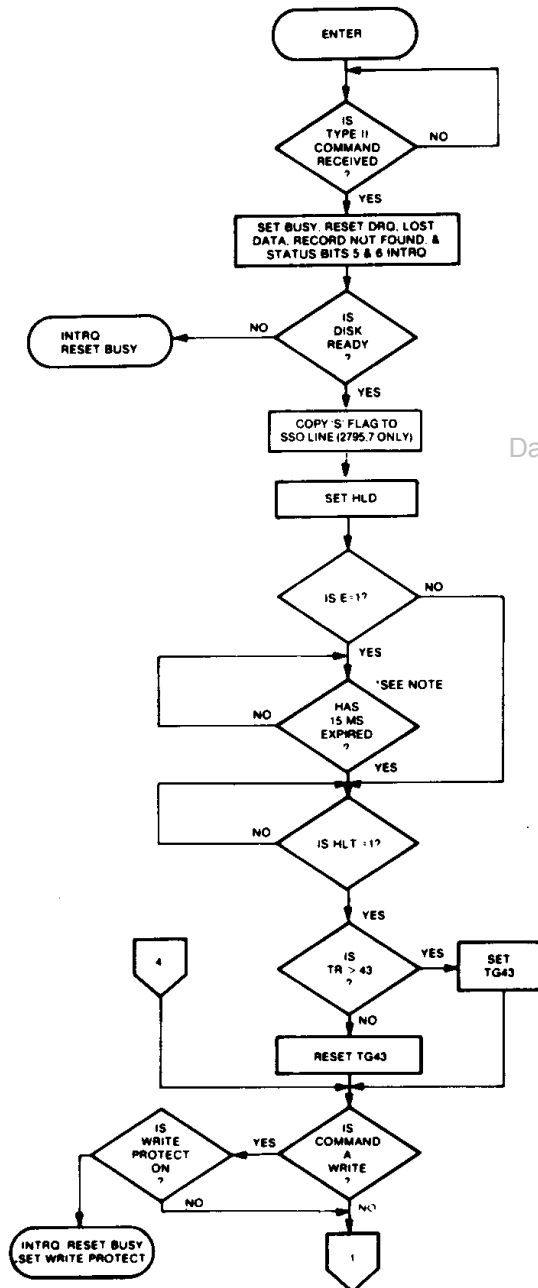 ENTER
IS
TYPE II
COMMAND
RECEIVED
?
NO
YES
SET BUSY, RESET DRQ, LOST
DATA, RECORD NOT FOUND, &
STATUS BITS 5 & 6 INTRQ
IS
DISK
READY
?
NO
INTRQ
RESET BUSY
YES
COPY 'S' FLAG TO
SSO LINE (2795.7 ONLY)
Da
SET HLD
IS E=1?
NO
YES
*SEE NOTE
HAS
15 MS
EXPIRED
?
NO
YES
IS HLT =1?
NO
YES
4
IS
TR > 43
?
YES
SET
TG43
NO
RESET TG43
IS
COMMAND
A
WRITE
?
YES
IS
WRITE
PROTECT
ON
?
NO
NO
INTRQ RESET BUSY
SET WRITE PROTECT
1